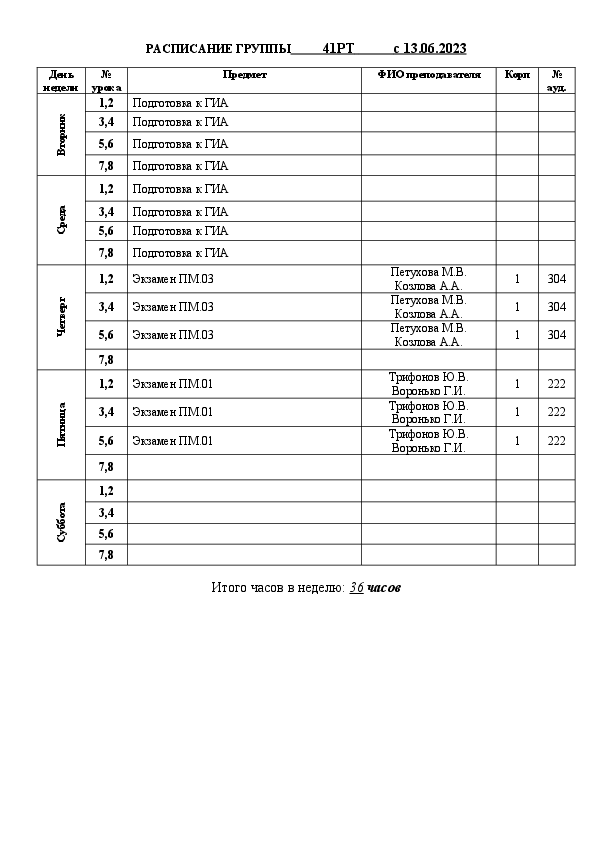 РАСПИСАНИЕ ГРУППЫ 41РТ с 13.06.2023
День недели № урока Предмет ФИО преподавателя Корп № ауд.
Вторник
1,2 Подготовка к ГИА
3,4 Подготовка к ГИА
5,6 Подготовка к ГИА
7,8 Подготовка к ГИА
Среда
1,2 Подготовка к ГИА
3,4 Подготовка к ГИА
5,6 Подготовка к ГИА
7,8 Подготовка к ГИА
Четверг
1,2 Экзамен ПМ.03 Петухова М.В. Козлова А.А. 1 304
3,4 Экзамен ПМ.03 Петухова М.В. Козлова А.А. 1 304
5,6 Экзамен ПМ.03 Петухова М.В. Козлова А.А. 1 304
7,8
Пятница
1,2 Экзамен ПМ.01 Трифонов Ю.В. Воронько Г.И. 1 222
3,4 Экзамен ПМ.01 Трифонов Ю.В. Воронько Г.И. 1 222
5,6 Экзамен ПМ.01 Трифонов Ю.В. Воронько Г.И. 1 222
7,8
Суббота
1,2
3,4
5,6
7,8
Итого часов в неделю: 36 часов